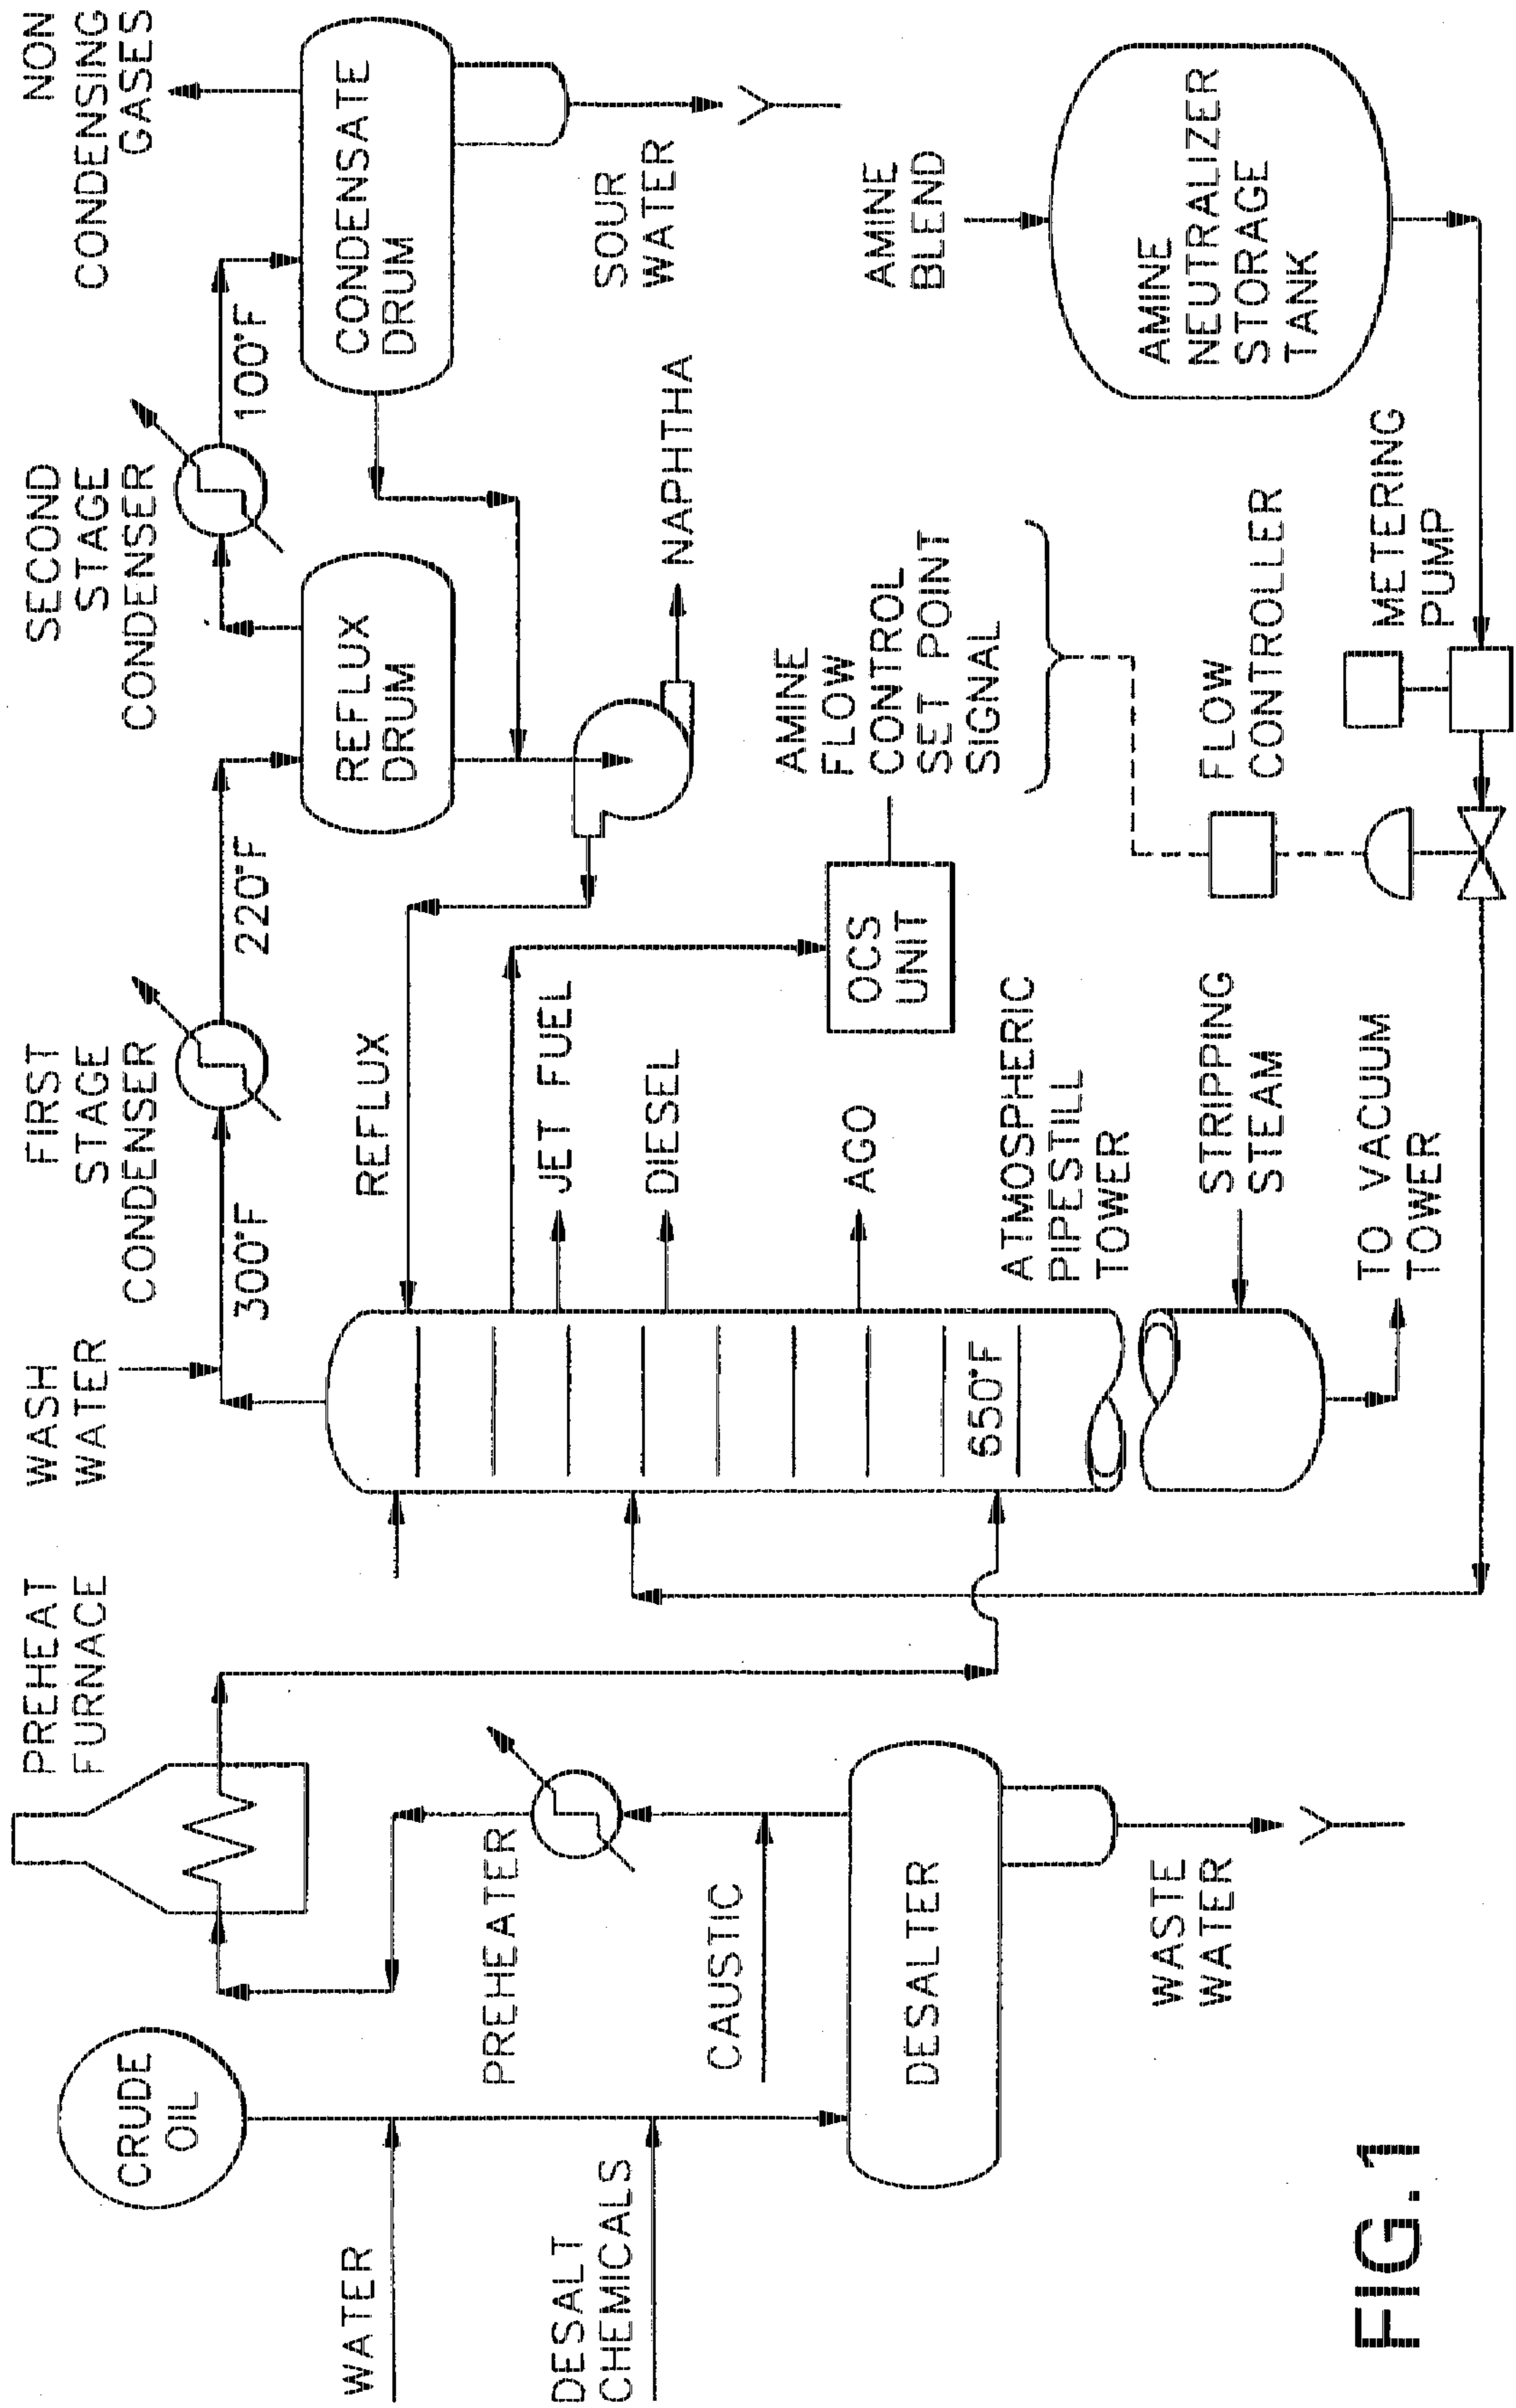 CRUDE
OIL
WATER
DESALT
CHEMICALS
PREHEAT
FURNACE
PREHEATER
CAUSTIC
DESALTER
WASTE
WATER
WASH
WATER
300°F
FIRST
STAGE
CONDENSER
220°F
SECOND
STAGE
CONDENSER
100°F
NON
CONDENSING
GASES
REFLUX
DRUM
CONDENSATE
DRUM
SOUR
WATER
NAPHTHA
REFLUX
JET FUEL
DIESEL
AGO
650°F
ATMOSPHERIC
PIPESTILL
TOWER
STRIPPING
STEAM
TO VACUUM
TOWER
OCS
UNIT
AMINE
FLOW
CONTROL
SET POINT
SIGNAL
FLOW
CONTROLLER
METERING
PUMP
AMINE
BLEND
AMINE
NEUTRALIZER
STORAGE
TANK
FIG. 1